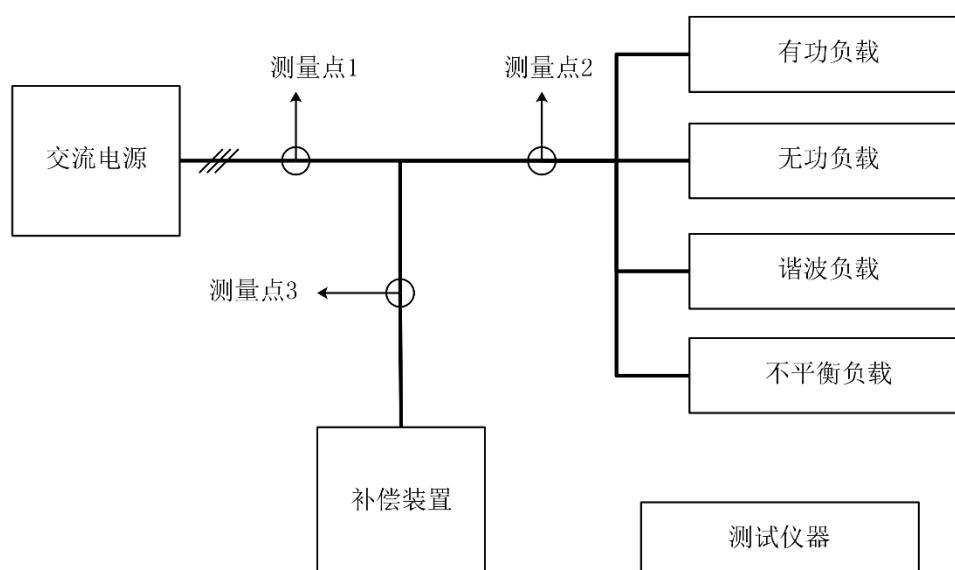 有功负载
测量点1
测量点2
交流电源
无功负载
谐波负载
测量点3
不平衡负载
补偿装置
测试仪器